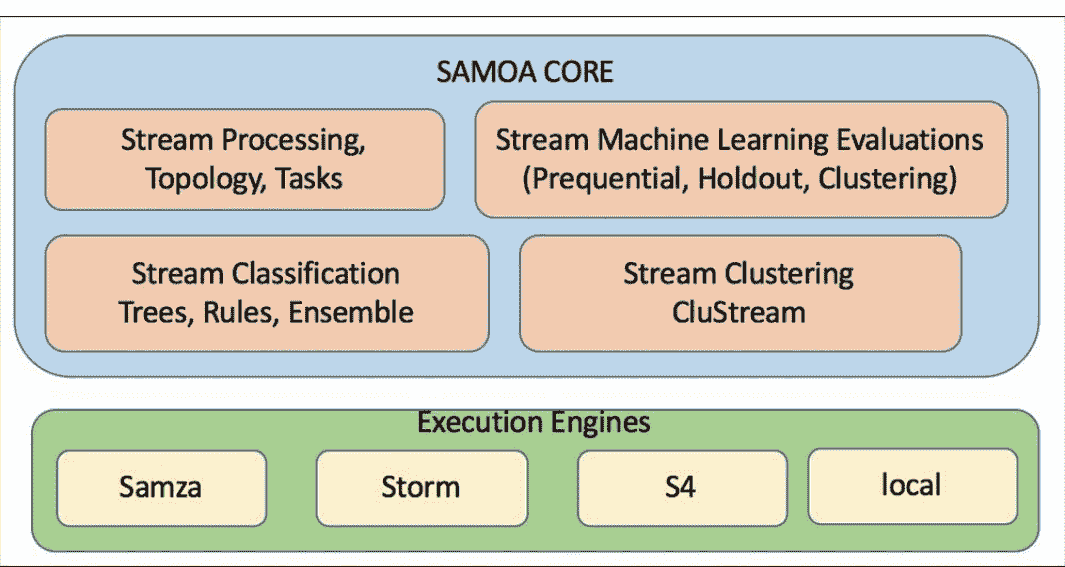 SAMOA CORE
Stream Processing,
Topology, Tasks
Stream Machine Learning Evaluations
(Prequential, Holdout, Clustering)
Stream Classification
Trees, Rules, Ensemble
Stream Clustering
CluStream
Execution Engines
Samza
Storm
S4
local